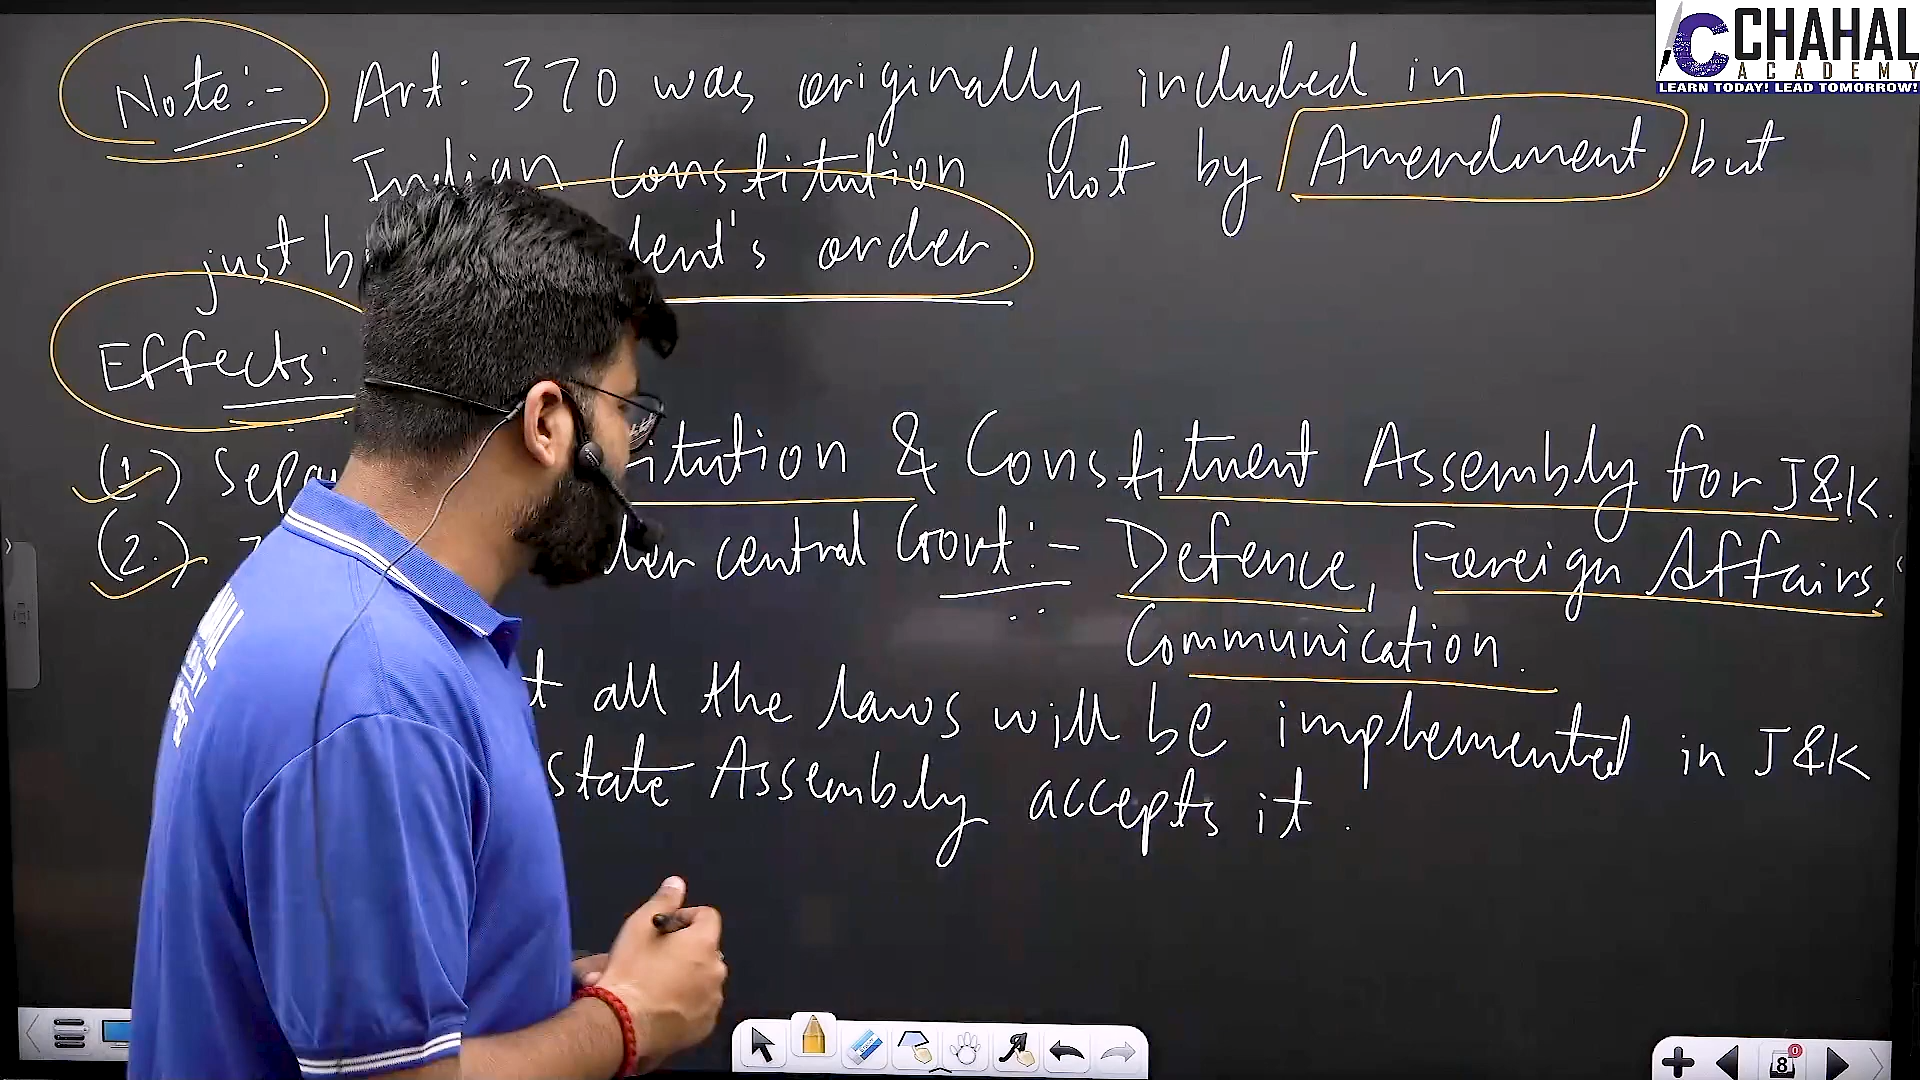 CHAHAL
ACADEMY
LEARN TODAY! LEAD TOMORROW!
Note:- Art. 370 was originally included in
Indian Constitution not by Amendment, but
just by dent's order.
Effects:
(1) Sepa itution & Constituent Assembly for J&K.
(2.) central Govt:- Defence, Foreign Affairs,
Communication.
t all the laws will be implemented in J&K
state Assembly accepts it.
8